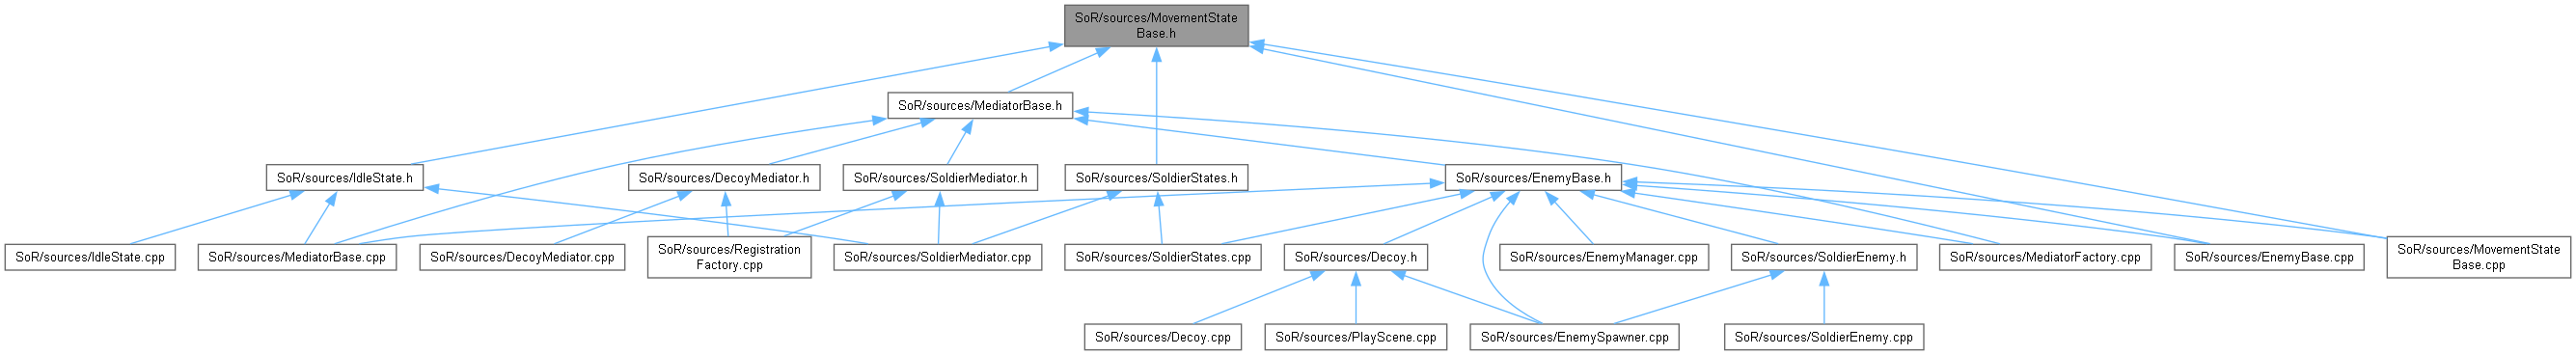 SoR/sources/MovementState
Base.h
SoR/sources/MediatorBase.h
SoR/sources/IdleState.h
SoR/sources/DecoyMediator.h
SoR/sources/SoldierMediator.h
SoR/sources/SoldierStates.h
SoR/sources/EnemyBase.h
SoR/sources/IdleState.cpp
SoR/sources/MediatorBase.cpp
SoR/sources/DecoyMediator.cpp
SoR/sources/Registration
Factory.cpp
SoR/sources/SoldierMediator.cpp
SoR/sources/SoldierStates.cpp
SoR/sources/Decoy.h
SoR/sources/EnemyManager.cpp
SoR/sources/SoldierEnemy.h
SoR/sources/MediatorFactory.cpp
SoR/sources/EnemyBase.cpp
SoR/sources/MovementState
Base.cpp
SoR/sources/Decoy.cpp
SoR/sources/PlayScene.cpp
SoR/sources/EnemySpawner.cpp
SoR/sources/SoldierEnemy.cpp